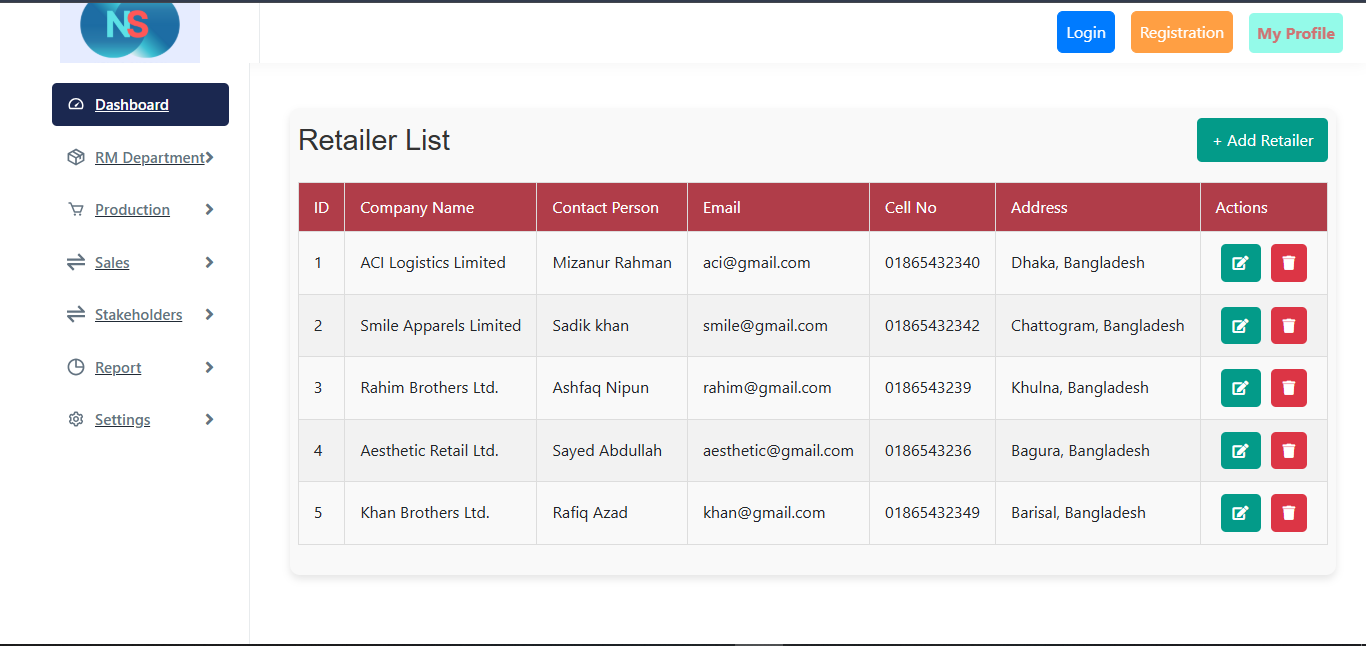 NS
Login Registration My Profile
Dashboard
RM Department
Production
Sales
Stakeholders
Report
Settings
Retailer List
+ Add Retailer
ID Company Name Contact Person Email Cell No Address Actions
1 ACI Logistics Limited Mizanur Rahman aci@gmail.com 01865432340 Dhaka, Bangladesh
2 Smile Apparels Limited Sadik khan smile@gmail.com 01865432342 Chattogram, Bangladesh
3 Rahim Brothers Ltd. Ashfaq Nipun rahim@gmail.com 0186543239 Khulna, Bangladesh
4 Aesthetic Retail Ltd. Sayed Abdullah aesthetic@gmail.com 0186543236 Bagura, Bangladesh
5 Khan Brothers Ltd. Rafiq Azad khan@gmail.com 01865432349 Barisal, Bangladesh